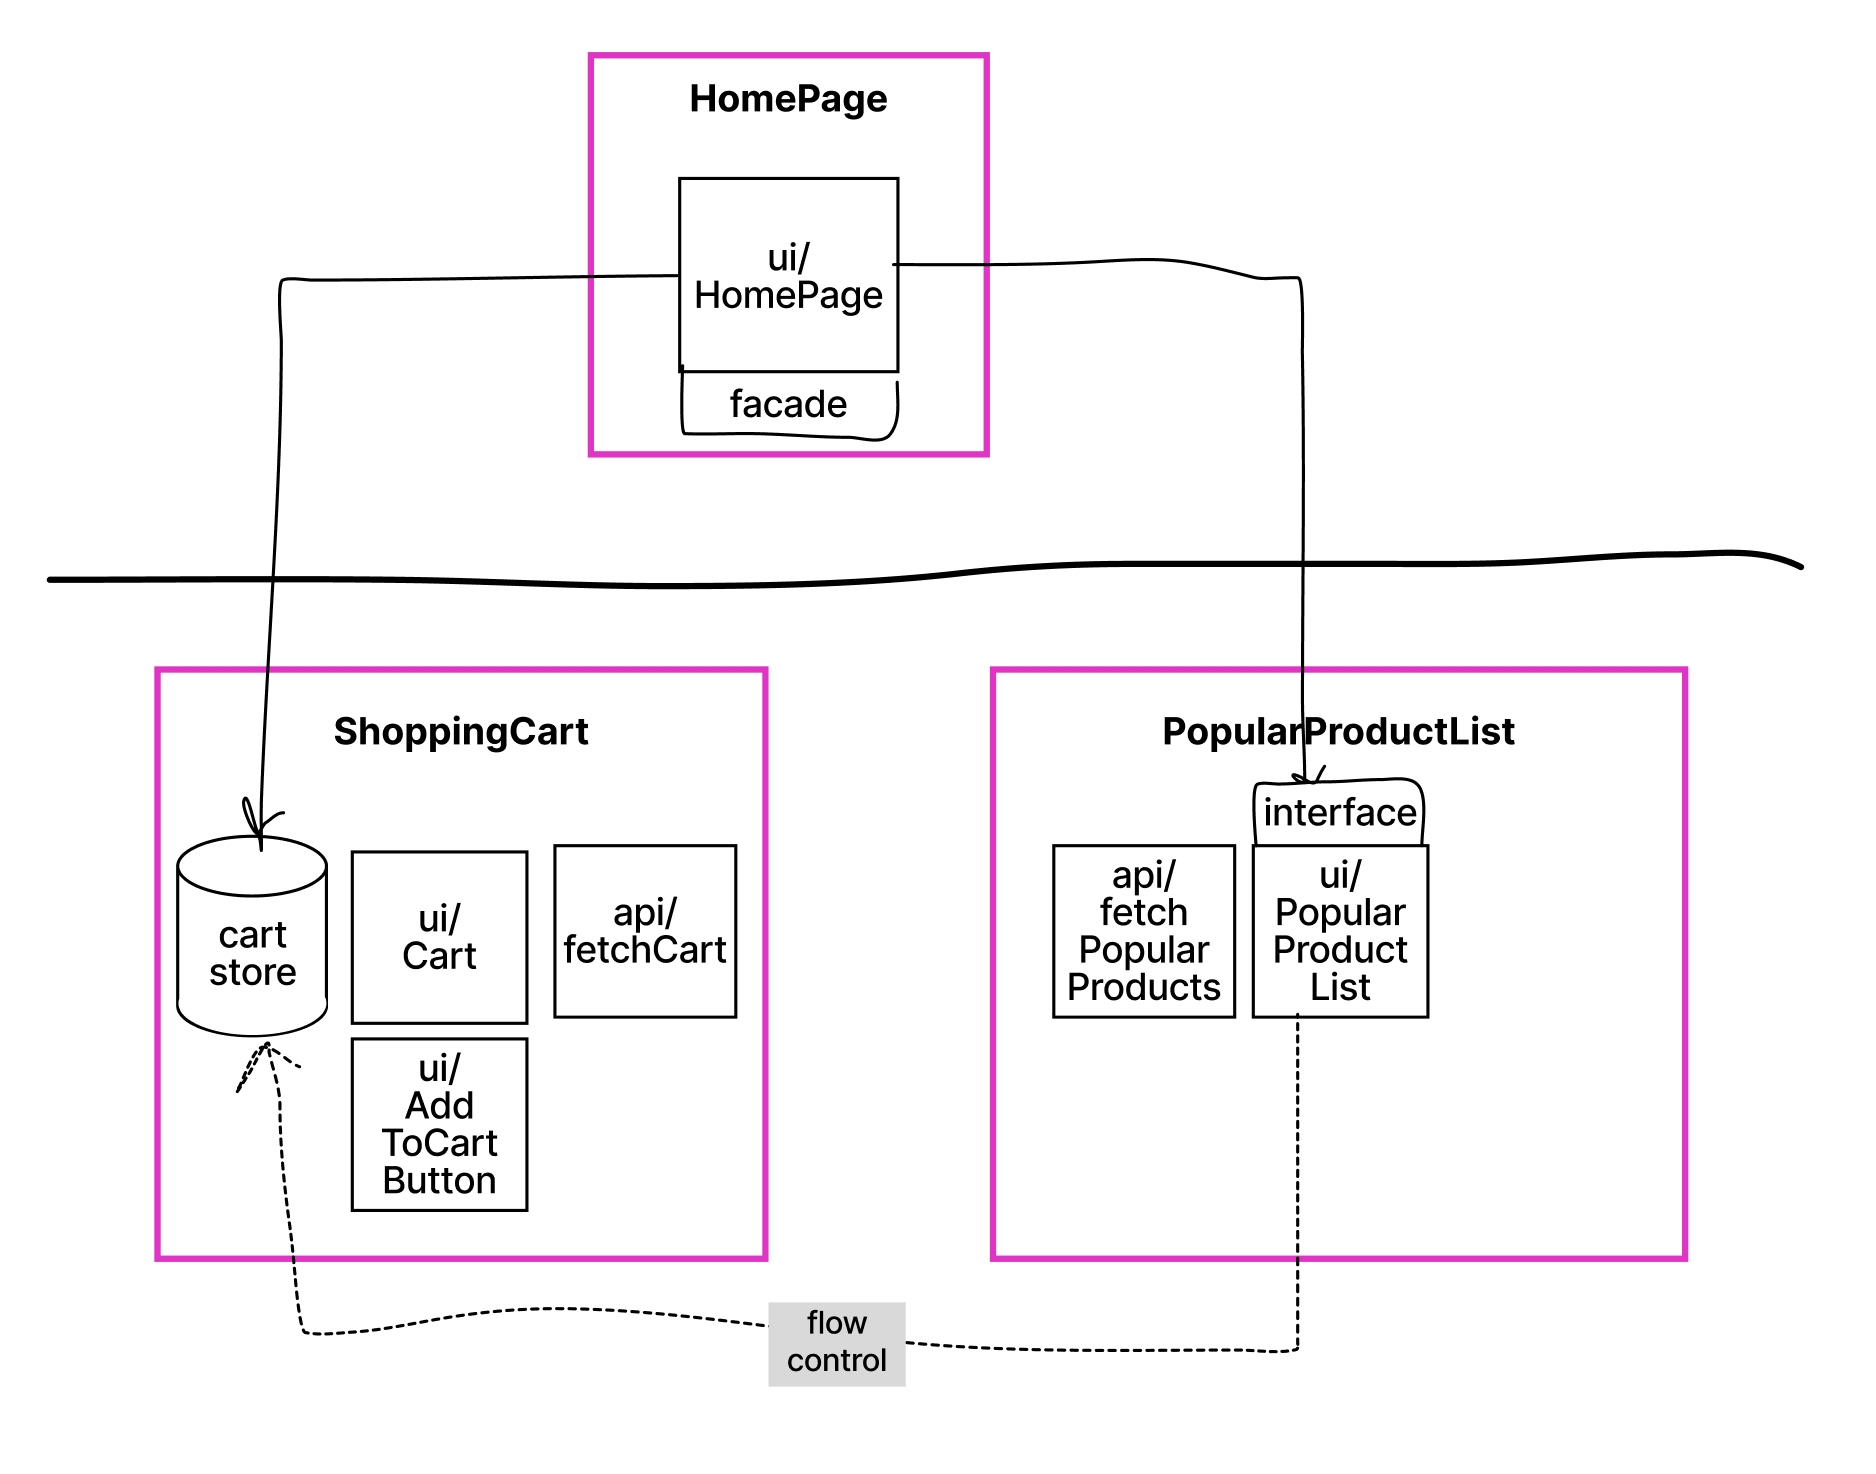 HomePage
ui/
HomePage
facade
ShoppingCart
cart
store
ui/
Cart
api/
fetchCart
ui/
Add
ToCart
Button
PopularProductList
interface
api/
fetch
Popular
Products
ui/
Popular
Product
List
flow
control